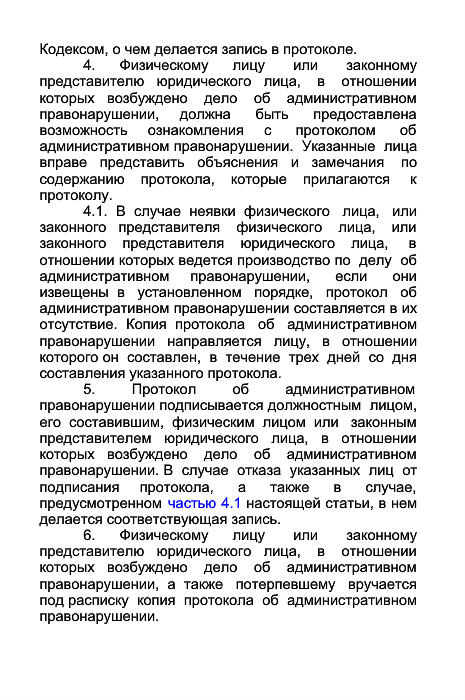 Кодексом, о чем делается запись в протоколе.
4. Физическому лицу или законному
представителю юридического лица, в отношении
которых возбуждено дело об административном
правонарушении, должна быть предоставлена
возможность ознакомления с протоколом об
административном правонарушении. Указанные лица
вправе представить объяснения и замечания по
содержанию протокола, которые прилагаются к
протоколу.
4.1. В случае неявки физического лица, или
законного представителя физического лица, или
законного представителя юридического лица, в
отношении которых ведется производство по делу об
административном правонарушении, если они
извещены в установленном порядке, протокол об
административном правонарушении составляется в их
отсутствие. Копия протокола об административном
правонарушении направляется лицу, в отношении
которого он составлен, в течение трех дней со дня
составления указанного протокола.
5. Протокол об административном
правонарушении подписывается должностным лицом,
его составившим, физическим лицом или законным
представителем юридического лица, в отношении
которых возбуждено дело об административном
правонарушении. В случае отказа указанных лиц от
подписания протокола, а также в случае,
предусмотренном частью 4.1 настоящей статьи, в нем
делается соответствующая запись.
6. Физическому лицу или законному
представителю юридического лица, в отношении
которых возбуждено дело об административном
правонарушении, а также потерпевшему вручается
под расписку копия протокола об административном
правонарушении.